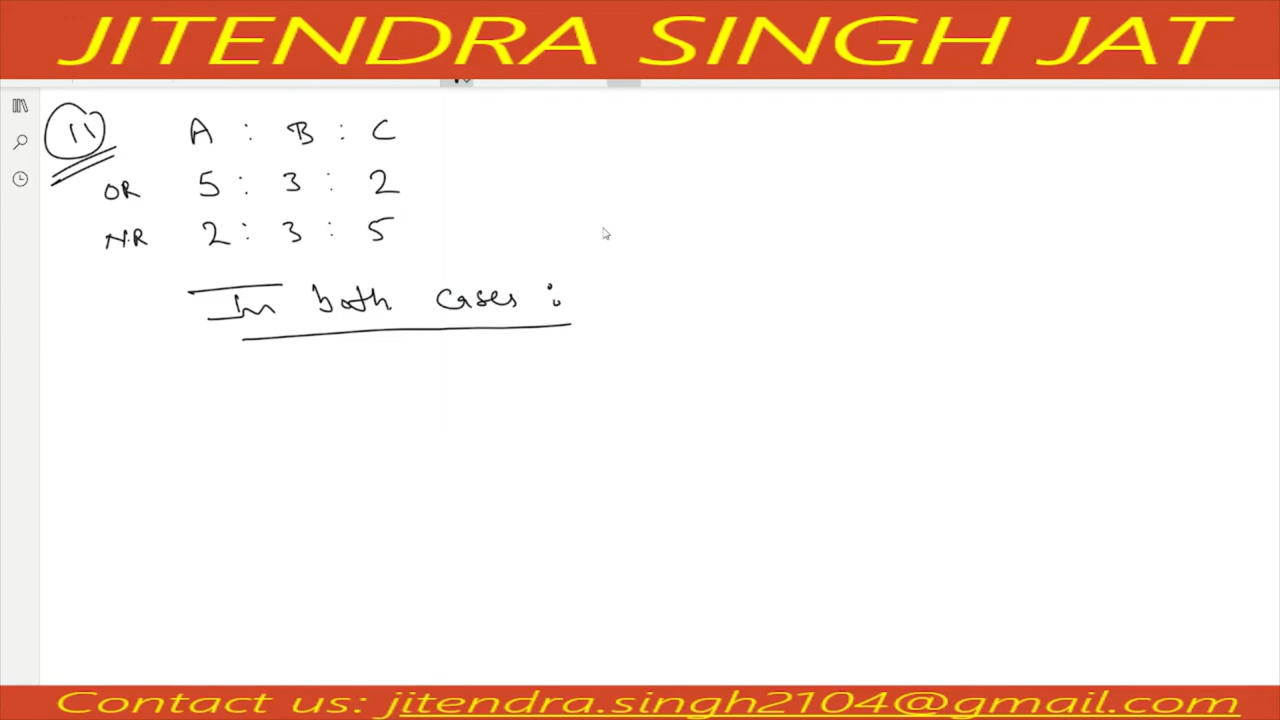 JITENDRA SINGH JAT
11
A : B : C
OR 5 : 3 : 2
N.R 2 : 3 : 5
In both cases :
Contact us: jitendra.singh2104@gmail.com